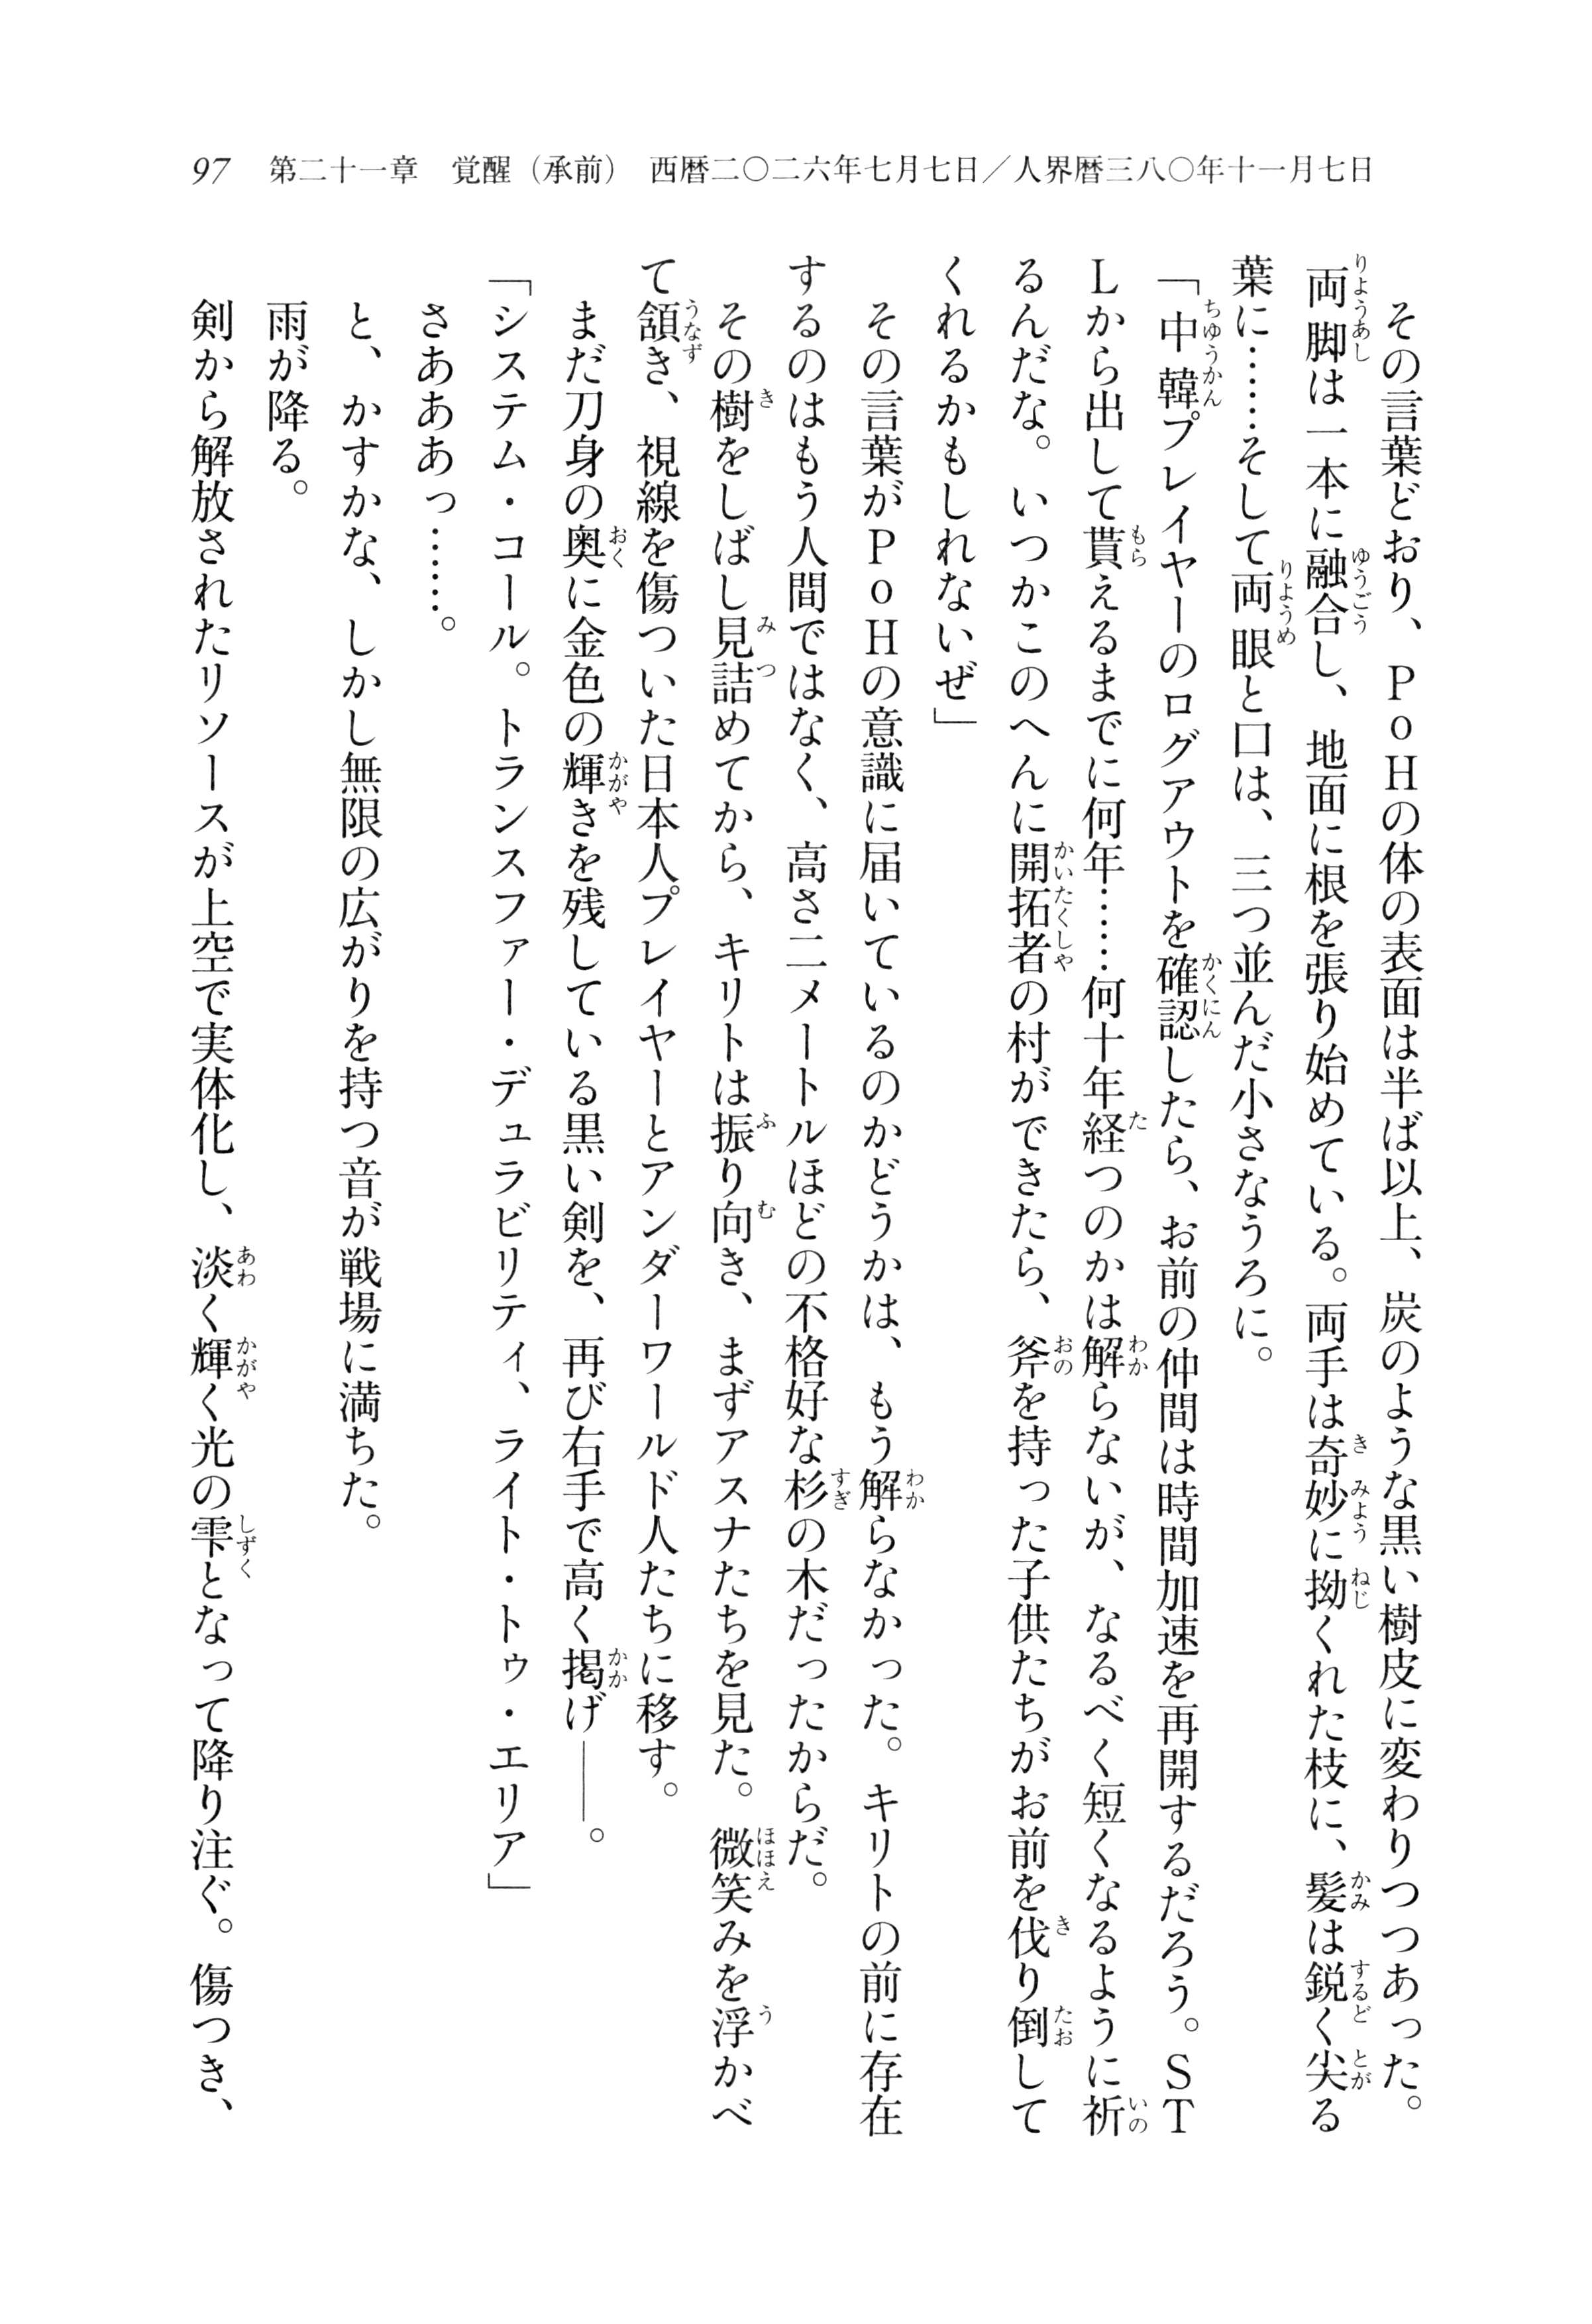 97　第二十一章　覚醒（承前）　西暦二〇二六年七月七日／人界暦三八〇年十一月七日
　その言葉どおり、PoHの体の表面は半ば以上、炭のような黒い樹皮に変わりつつあった。
両脚は一本に融合し、地面に根を張り始めている。両手は奇妙に拗くれた枝に、髪は鋭く尖る
葉に……そして両眼と口は、三つ並んだ小さなうろに。
「中韓プレイヤーのログアウトを確認したら、お前の仲間は時間加速を再開するだろう。ST
Lから出して貰えるまでに何年……何十年経つのかは解らないが、なるべく短くなるように祈
るんだな。いつかこのへんに開拓者の村ができたら、斧を持った子供たちがお前を伐り倒して
くれるかもしれないぜ」
　その言葉がPoHの意識に届いているのかどうかは、もう解らなかった。キリトの前に存在
するのはもう人間ではなく、高さ二メートルほどの不格好な杉の木だったからだ。
　その樹をしばし見詰めてから、キリトは振り向き、まずアスナたちを見た。微笑みを浮かべ
て頷き、視線を傷ついた日本人プレイヤーとアンダーワールド人たちに移す。
　まだ刀身の奥に金色の輝きを残している黒い剣を、再び右手で高く掲げ――。
「システム・コール。トランスファー・デュラビリティ、ライト・トゥ・エリア」
　さあああっ……。
　と、かすかな、しかし無限の広がりを持つ音が戦場に満ちた。
　雨が降る。
　剣から解放されたリソースが上空で実体化し、淡く輝く光の雫となって降り注ぐ。傷つき、